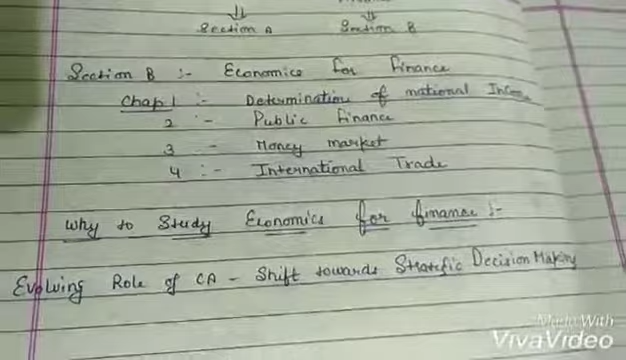 Section A Section B
Section B :- Economics for Finance
Chap 1 :- Determination of national Income
2 :- Public Finance
3 - Money market
4 :- International Trade
Why to Study Economics for finance :-
Evolving Role of CA - Shift towards Strategic Decision Making
Made With
VivaVideo